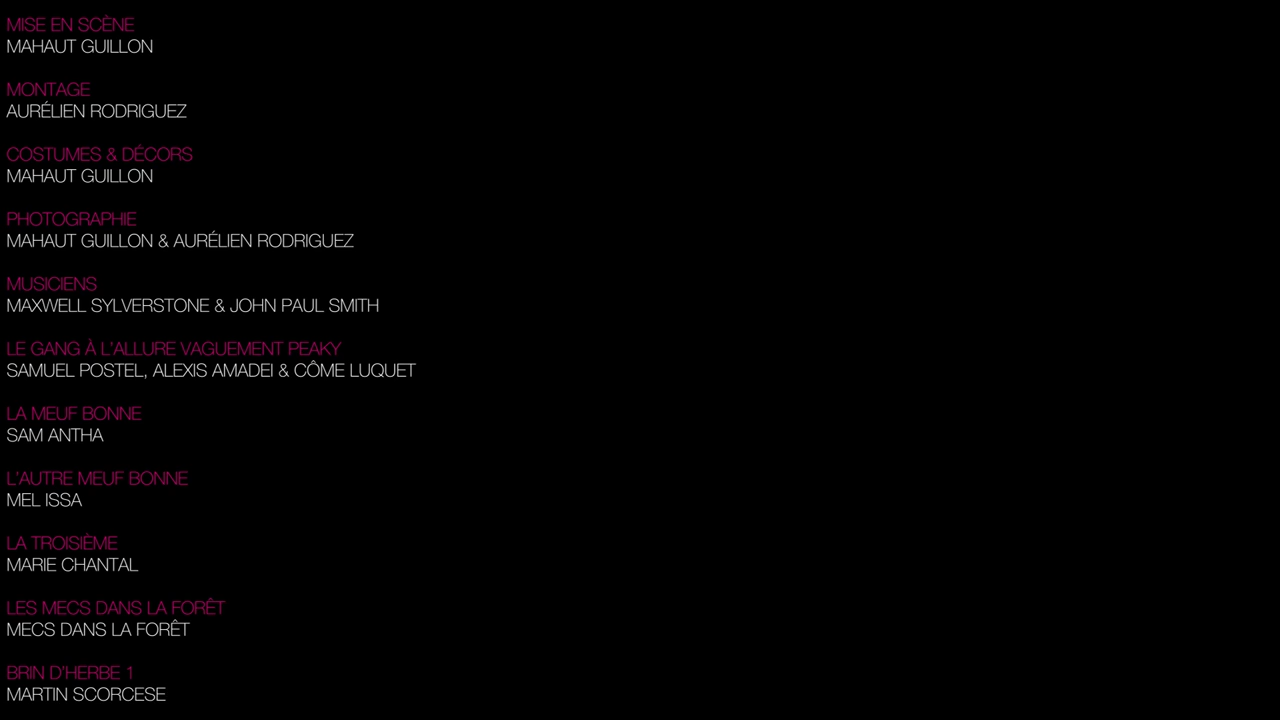 MISE EN SCÈNE
MAHAUT GUILLON
MONTAGE
AURÉLIEN RODRIGUEZ
COSTUMES & DÉCORS
MAHAUT GUILLON
PHOTOGRAPHIE
MAHAUT GUILLON & AURÉLIEN RODRIGUEZ
MUSICIENS
MAXWELL SYLVERSTONE & JOHN PAUL SMITH
LE GANG À L'ALLURE VAGUEMENT PEAKY
SAMUEL POSTEL, ALEXIS AMADEI & CÔME LUQUET
LA MEUF BONNE
SAM ANTHA
L'AUTRE MEUF BONNE
MEL ISSA
LA TROISIÈME
MARIE CHANTAL
LES MECS DANS LA FORÊT
MECS DANS LA FORÊT
BRIN D'HERBE 1
MARTIN SCORCESE